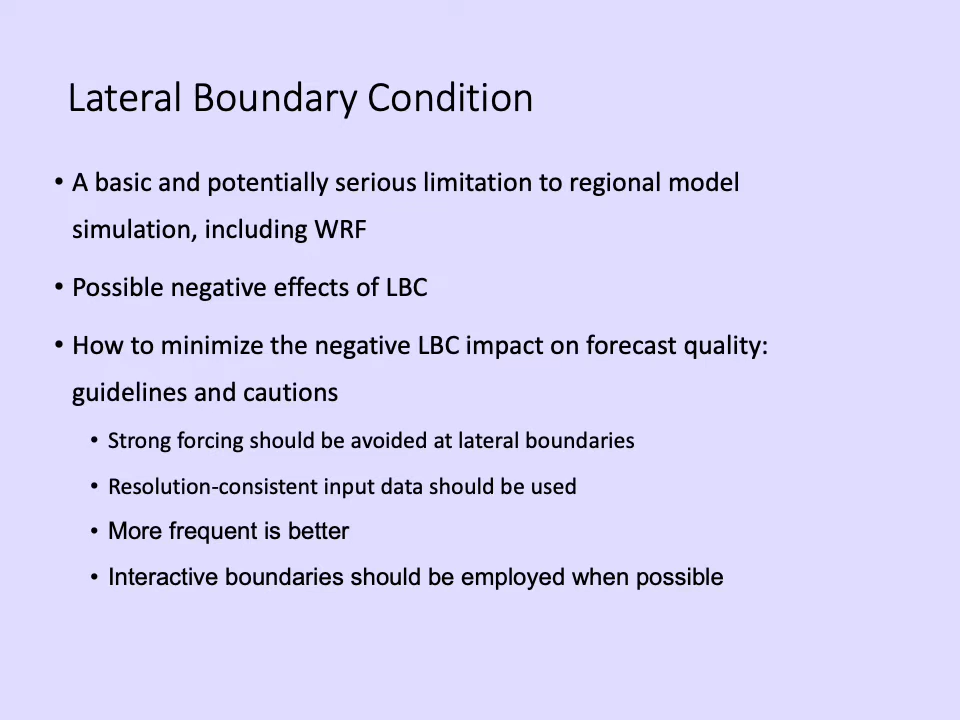 Lateral Boundary Condition
• A basic and potentially serious limitation to regional model
simulation, including WRF
• Possible negative effects of LBC
• How to minimize the negative LBC impact on forecast quality:
guidelines and cautions
• Strong forcing should be avoided at lateral boundaries
• Resolution-consistent input data should be used
• More frequent is better
• Interactive boundaries should be employed when possible